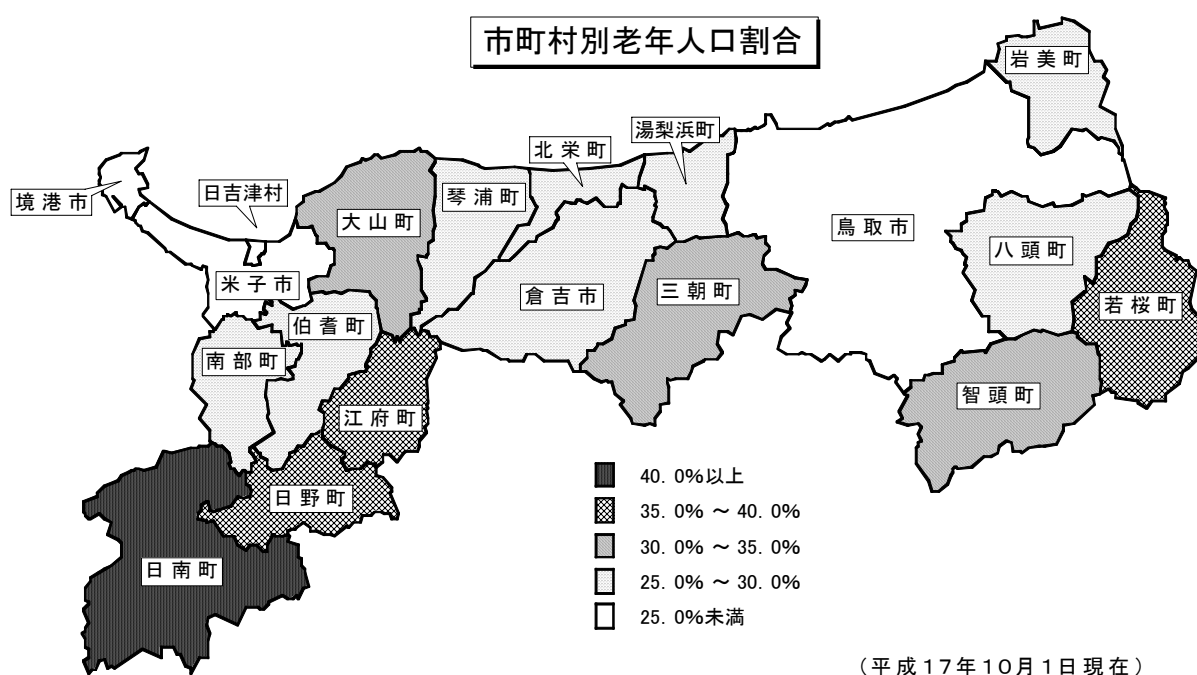 市町村別老年人口割合
岩美町
湯梨浜町
北栄町
日吉津村
境港市
琴浦町
大山町
鳥取市
八頭町
米子市
倉吉市
三朝町
若桜町
伯耆町
南部町
智頭町
江府町
日野町
日南町
40.0%以上
35.0%~40.0%
30.0%~35.0%
25.0%~30.0%
25.0%未満
(平成17年10月1日現在)